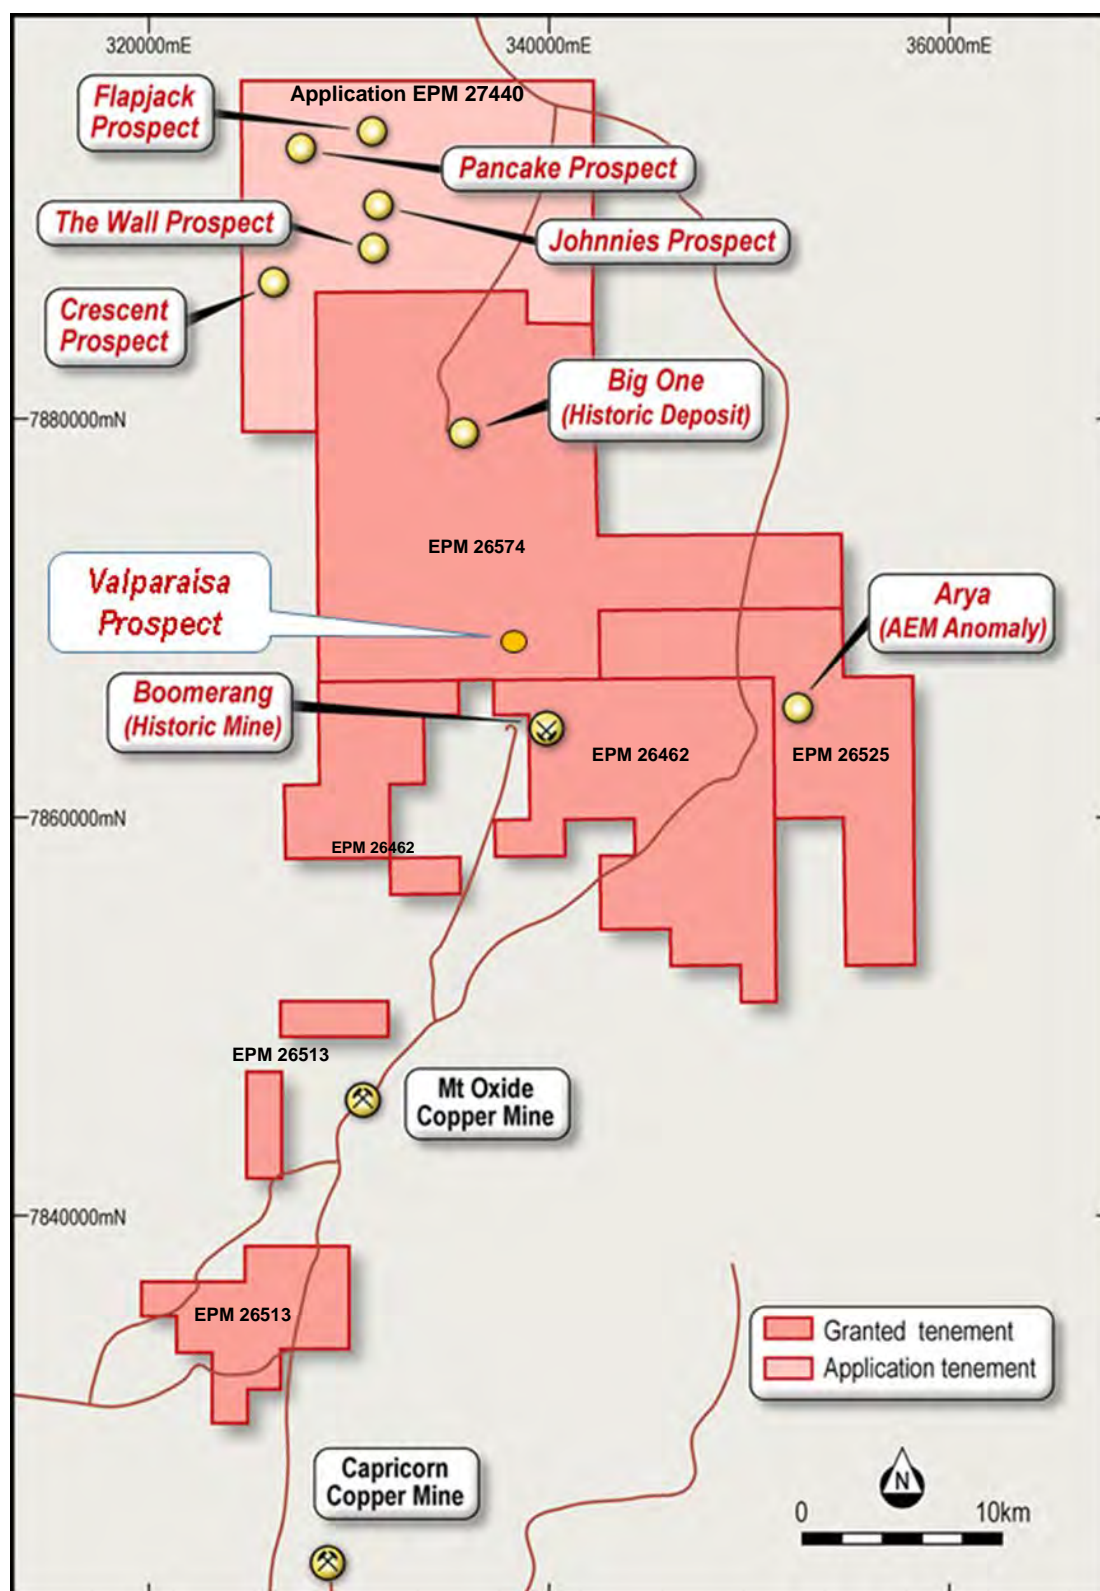 320000mE
340000mE
360000mE
Application EPM 27440
Flapjack
Prospect
Pancake Prospect
The Wall Prospect
Johnnies Prospect
Crescent
Prospect
Big One
(Historic Deposit)
7880000mN
EPM 26574
Valparaisa
Prospect
Arya
(AEM Anomaly)
Boomerang
(Historic Mine)
EPM 26462
EPM 26525
7860000mN
EPM 26462
EPM 26513
Mt Oxide
Copper Mine
7840000mN
EPM 26513
Granted tenement
Application tenement
Capricorn
Copper Mine
N
0
10km